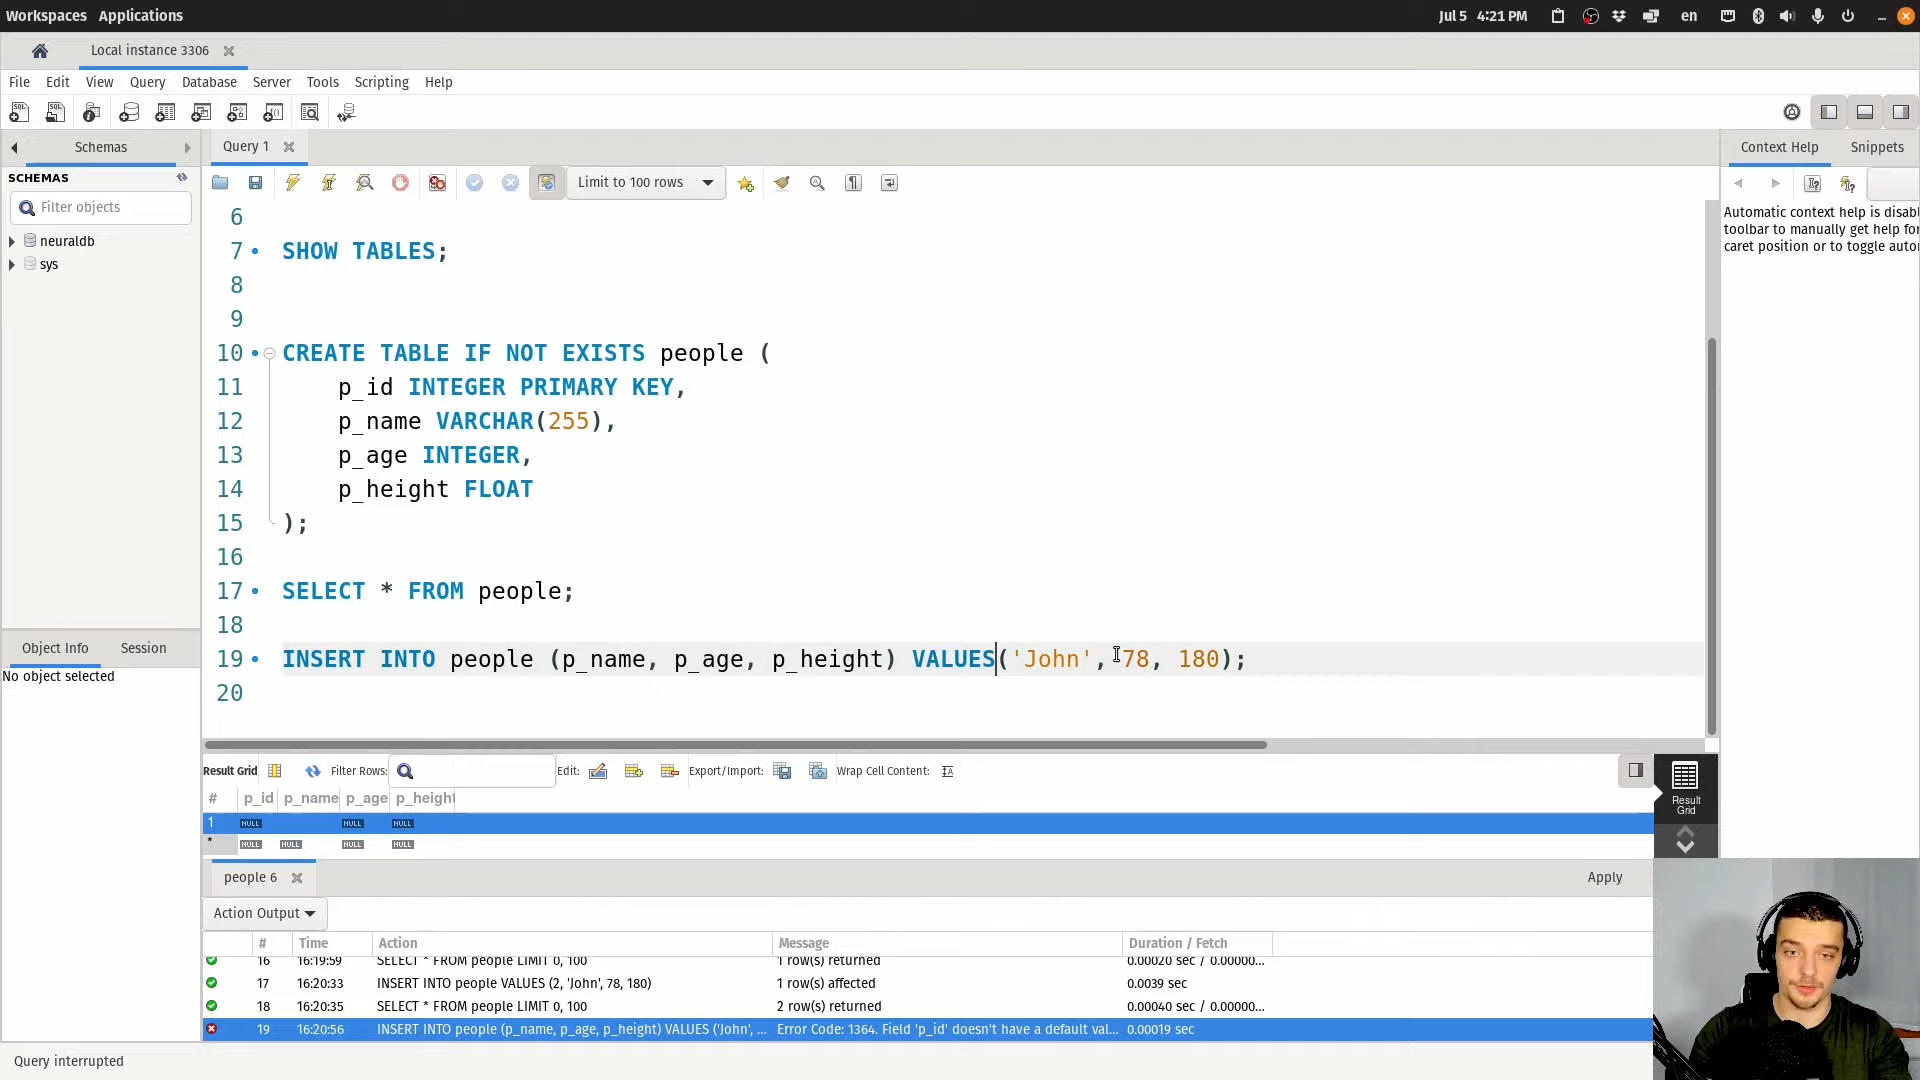 Workspaces Applications
Jul 5 4:21 PM
en
Local instance 3306
File Edit View Query Database Server Tools Scripting Help
Schemas
Query 1
Context Help Snippets
SCHEMAS
Filter objects
neuraldb
sys
Limit to 100 rows
Automatic context help is disabl
toolbar to manually get help for
caret position or to toggle auto
6
7 SHOW TABLES;
8
9
10 CREATE TABLE IF NOT EXISTS people (
11 p_id INTEGER PRIMARY KEY,
12 p_name VARCHAR(255),
13 p_age INTEGER,
14 p_height FLOAT
15 );
16
17 SELECT * FROM people;
18
19 INSERT INTO people (p_name, p_age, p_height) VALUES('John', 78, 180);
20
Object Info Session
No object selected
Result Grid Filter Rows: Edit: Export/Import: Wrap Cell Content:
# p_id p_name p_age p_height
1 NULL NULL NULL
* NULL NULL NULL NULL
Result
Grid
people 6
Apply
Action Output
# Time Action Message Duration / Fetch
16 16:19:59 SELECT * FROM people LIMIT 0, 100 1 row(s) returned 0.00020 sec / 0.00000...
17 16:20:33 INSERT INTO people VALUES (2, 'John', 78, 180) 1 row(s) affected 0.0039 sec
18 16:20:35 SELECT * FROM people LIMIT 0, 100 2 row(s) returned 0.00040 sec / 0.00000...
19 16:20:56 INSERT INTO people (p_name, p_age, p_height) VALUES ('John', ... Error Code: 1364. Field 'p_id' doesn't have a default val... 0.00019 sec
Query interrupted